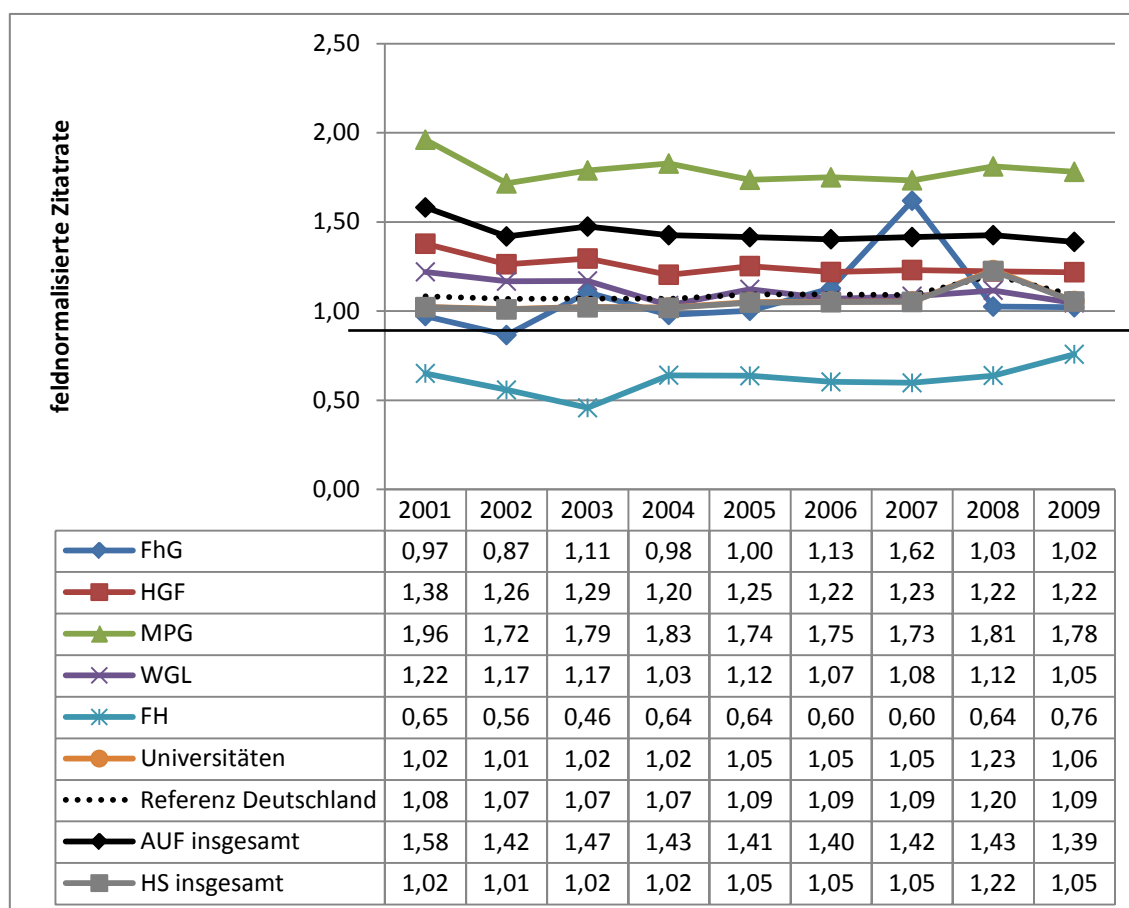 feldnormalisierte Zitatrate
2,50
2,00
1,50
1,00
0,50
0,00
2001 2002 2003 2004 2005 2006 2007 2008 2009
FhG 0,97 0,87 1,11 0,98 1,00 1,13 1,62 1,03 1,02
HGF 1,38 1,26 1,29 1,20 1,25 1,22 1,23 1,22 1,22
MPG 1,96 1,72 1,79 1,83 1,74 1,75 1,73 1,81 1,78
WGL 1,22 1,17 1,17 1,03 1,12 1,07 1,08 1,12 1,05
FH 0,65 0,56 0,46 0,64 0,64 0,60 0,60 0,64 0,76
Universitäten 1,02 1,01 1,02 1,02 1,05 1,05 1,05 1,23 1,06
Referenz Deutschland 1,08 1,07 1,07 1,07 1,09 1,09 1,09 1,20 1,09
AUF insgesamt 1,58 1,42 1,47 1,43 1,41 1,40 1,42 1,43 1,39
HS insgesamt 1,02 1,01 1,02 1,02 1,05 1,05 1,05 1,22 1,05